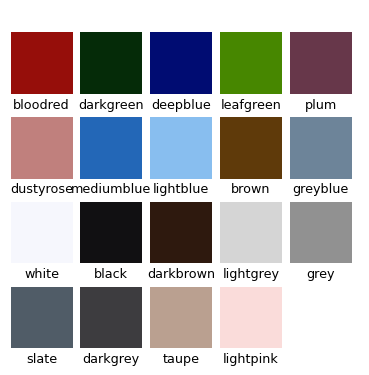 bloodred darkgreen deepblue leafgreen plum
dustyrose mediumblue lightblue brown greyblue
white black darkbrown lightgrey grey
slate darkgrey taupe lightpink